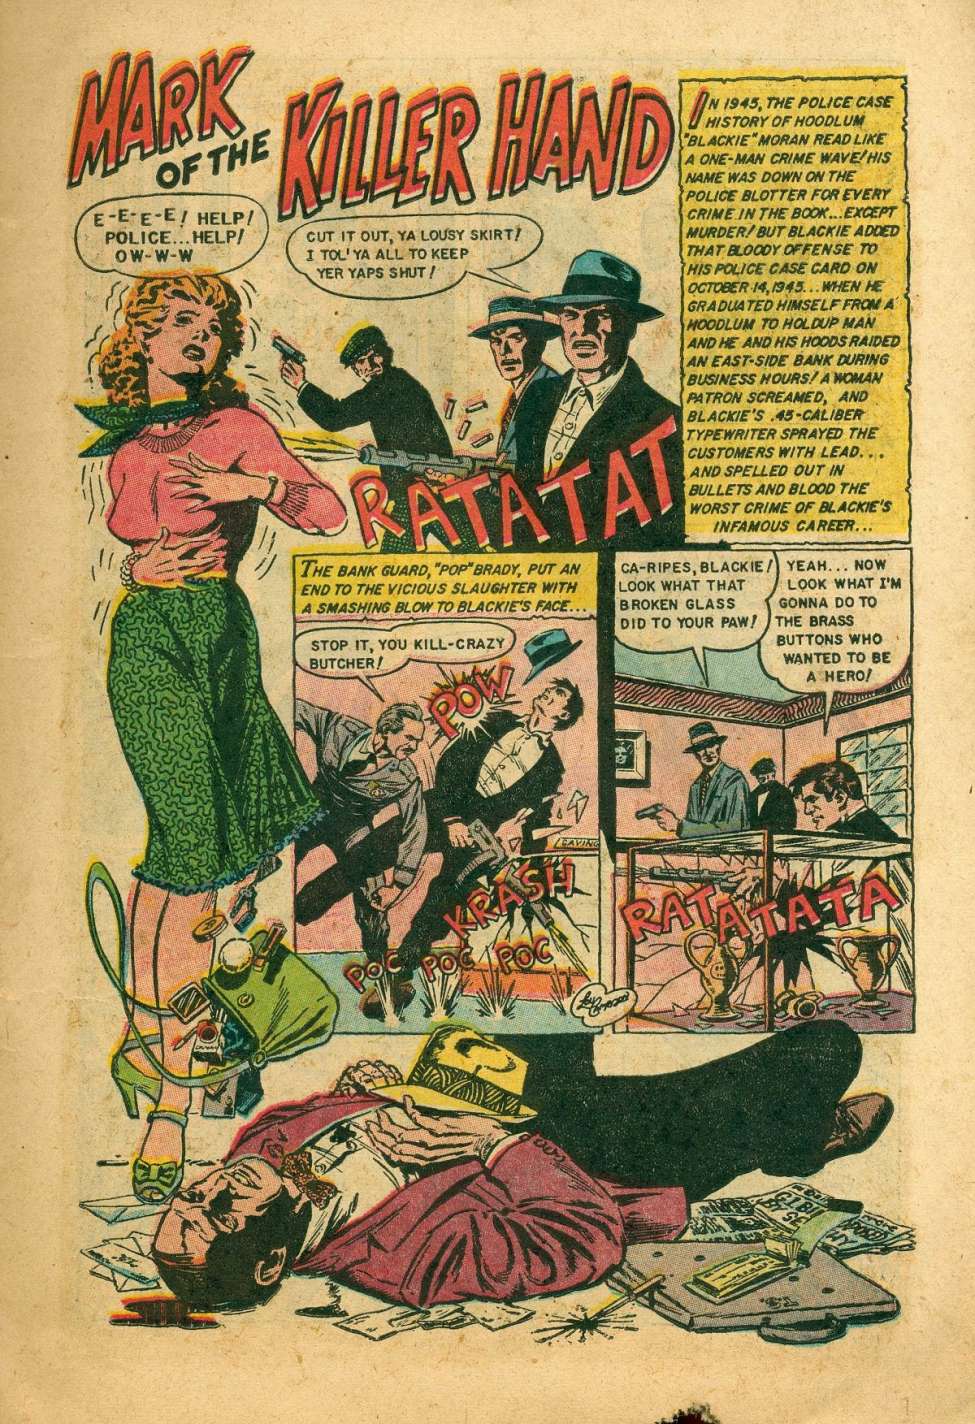 MARK
OF THE
KILLER HAND
IN 1945, THE POLICE CASE
HISTORY OF HOODLUM
"BLACKIE" MORAN READ LIKE
A ONE-MAN CRIME WAVE! HIS
NAME WAS DOWN ON THE
POLICE BLOTTER FOR EVERY
CRIME IN THE BOOK...EXCEPT
MURDER! BUT BLACKIE ADDED
THAT BLOODY OFFENSE TO
HIS POLICE CASE CARD ON
OCTOBER 14, 1945... WHEN HE
GRADUATED HIMSELF FROM A
HOODLUM TO HOLDUP MAN
AND HE AND HIS HOODS RAIDED
AN EAST-SIDE BANK DURING
BUSINESS HOURS! A WOMAN
PATRON SCREAMED, AND
BLACKIE'S .45-CALIBER
TYPEWRITER SPRAYED THE
CUSTOMERS WITH LEAD...
AND SPELLED OUT IN
BULLETS AND BLOOD THE
WORST CRIME OF BLACKIE'S
INFAMOUS CAREER...
E-E-E-E! HELP!
POLICE...HELP!
OW-W-W
CUT IT OUT, YA LOUSY SKIRT!
I TOL' YA ALL TO KEEP
YER YAPS SHUT!
RATATATAT
THE BANK GUARD, "POP" BRADY, PUT AN
END TO THE VICIOUS SLAUGHTER WITH
A SMASHING BLOW TO BLACKIE'S FACE...
STOP IT, YOU KILL-CRAZY
BUTCHER!
POW
KRASH
POC POC POC
CA-RIPES, BLACKIE!
LOOK WHAT THAT
BROKEN GLASS
DID TO YOUR PAW!
YEAH... NOW
LOOK WHAT I'M
GONNA DO TO
THE BRASS
BUTTONS WHO
WANTED TO BE
A HERO!
RATATATATA